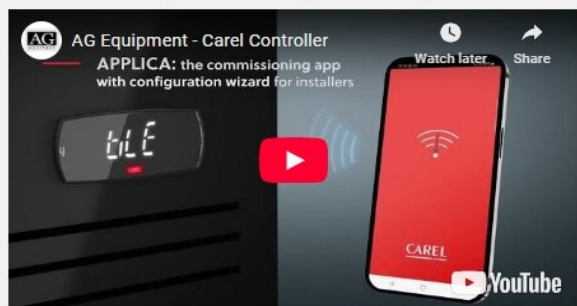 AG
AG Equipment - Carel Controller
Watch later
Share
APPLICA: the commissioning app
with configuration wizard for installers
bLE
CAREL
YouTube